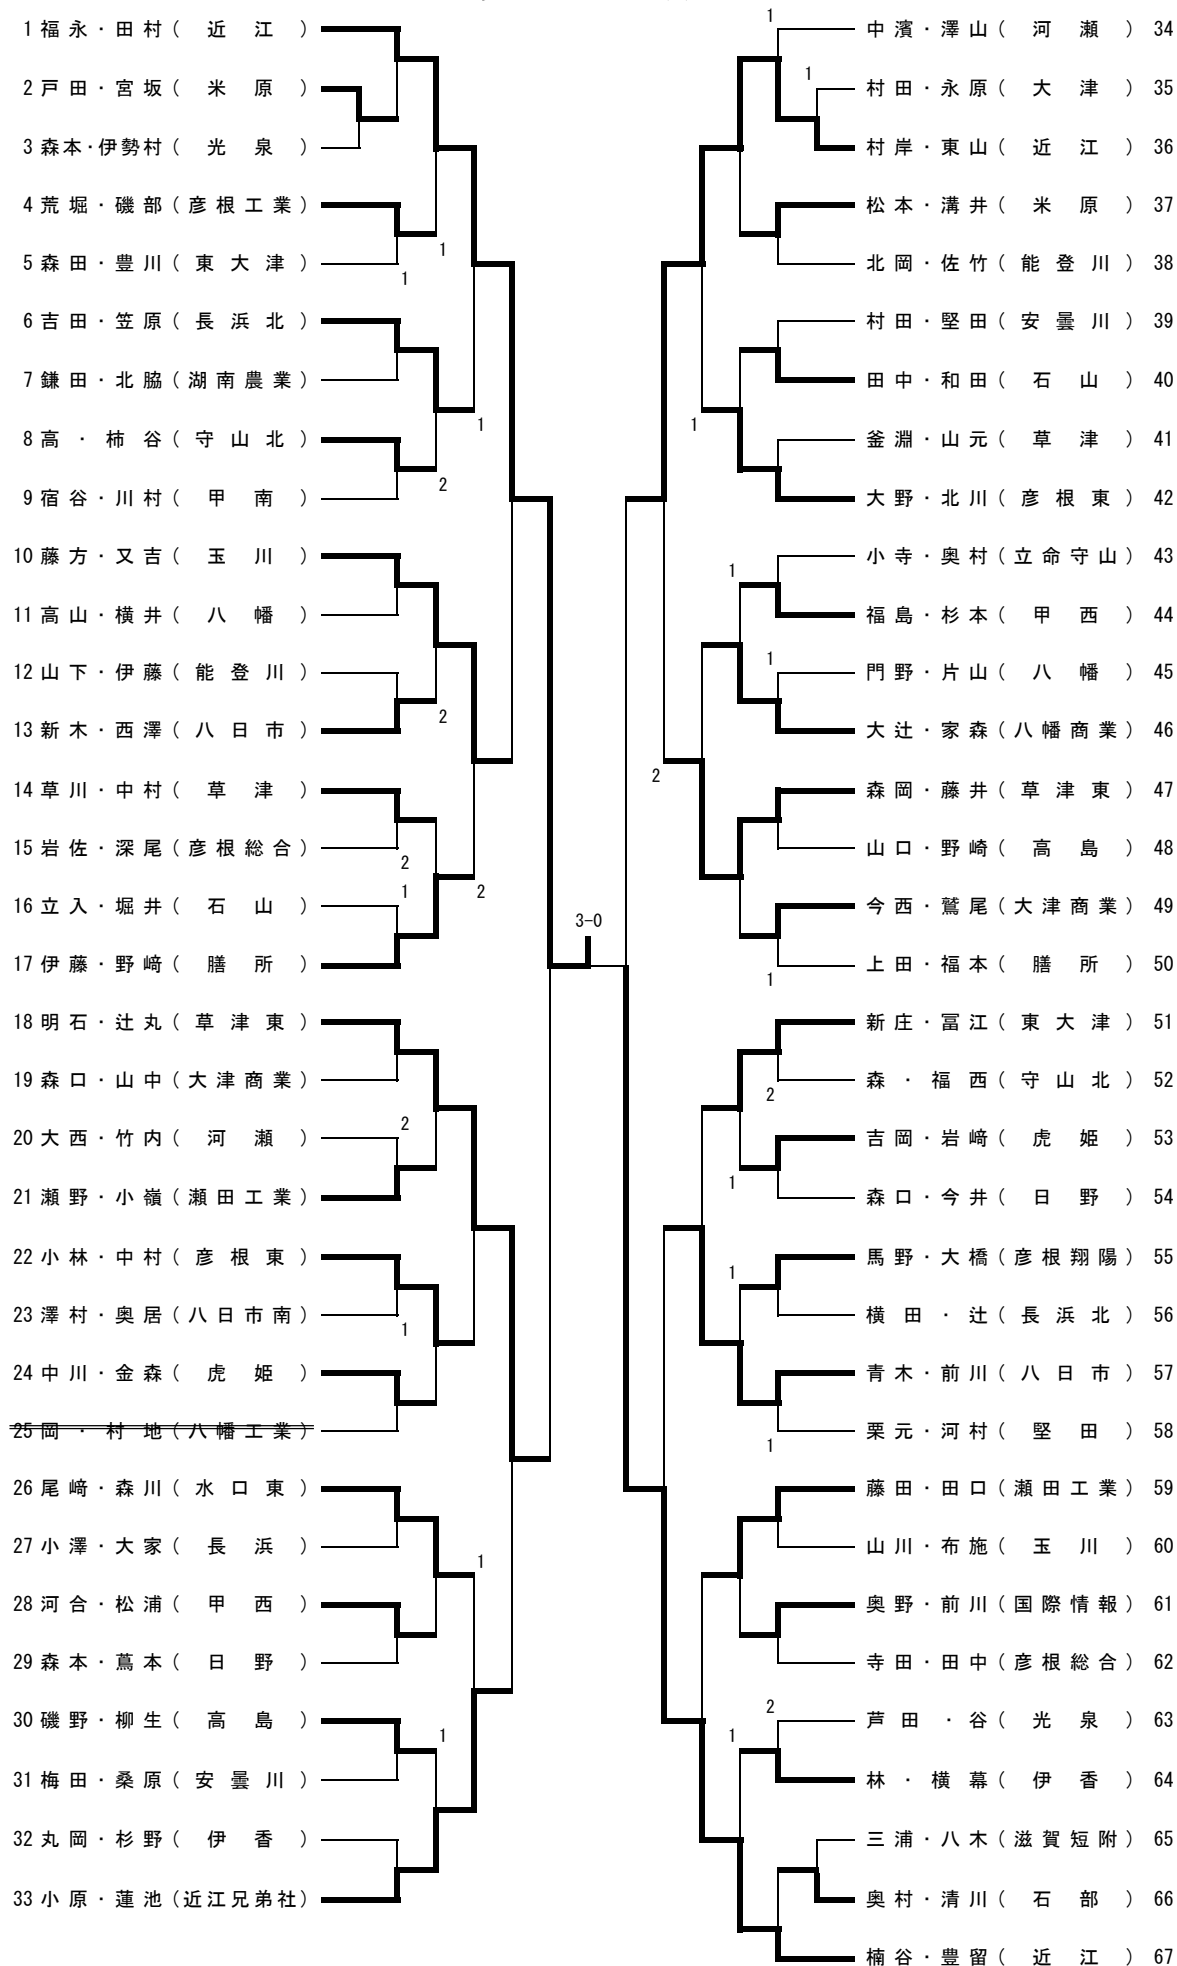 1 福永・田村（近江）
2 戸田・宮坂（米原）
3 森本・伊勢村（光泉）
4 荒堀・磯部（彦根工業）
1
5 森田・豊川（東大津）
1
6 吉田・笠原（長浜北）
7 鎌田・北脇（湖南農業）
1
8 高・柿谷（守山北）
2
9 宿谷・川村（甲南）
10 藤方・又吉（玉川）
11 高山・横井（八幡）
12 山下・伊藤（能登川）
2
13 新木・西澤（八日市）
14 草川・中村（草津）
15 岩佐・深尾（彦根総合）
2
1
2
16 立入・堀井（石山）
17 伊藤・野﨑（膳所）
18 明石・辻丸（草津東）
19 森口・山中（大津商業）
2
20 大西・竹内（河瀬）
21 瀬野・小嶺（瀬田工業）
22 小林・中村（彦根東）
23 澤村・奥居（八日市南）
1
24 中川・金森（虎姫）
25 岡・村地（八幡工業）
26 尾﨑・森川（水口東）
27 小澤・大家（長浜）
1
28 河合・松浦（甲西）
29 森本・蔦本（日野）
30 磯野・柳生（高島）
1
31 梅田・桑原（安曇川）
32 丸岡・杉野（伊香）
33 小原・蓮池（近江兄弟社）
3-0
1
中濱・澤山（河瀬）34
1
村田・永原（大津）35
村岸・東山（近江）36
松本・溝井（米原）37
北岡・佐竹（能登川）38
村田・堅田（安曇川）39
田中・和田（石山）40
1
釜淵・山元（草津）41
大野・北川（彦根東）42
小寺・奥村（立命守山）43
1
福島・杉本（甲西）44
1
門野・片山（八幡）45
大辻・家森（八幡商業）46
2
森岡・藤井（草津東）47
山口・野崎（高島）48
今西・鷲尾（大津商業）49
上田・福本（膳所）50
1
新庄・冨江（東大津）51
森・福西（守山北）52
2
吉岡・岩﨑（虎姫）53
1
森口・今井（日野）54
馬野・大橋（彦根翔陽）55
1
横田・辻（長浜北）56
青木・前川（八日市）57
栗元・河村（堅田）58
1
藤田・田口（瀬田工業）59
山川・布施（玉川）60
奥野・前川（国際情報）61
寺田・田中（彦根総合）62
2
芦田・谷（光泉）63
1
林・横幕（伊香）64
三浦・八木（滋賀短附）65
奥村・清川（石部）66
楠谷・豊留（近江）67